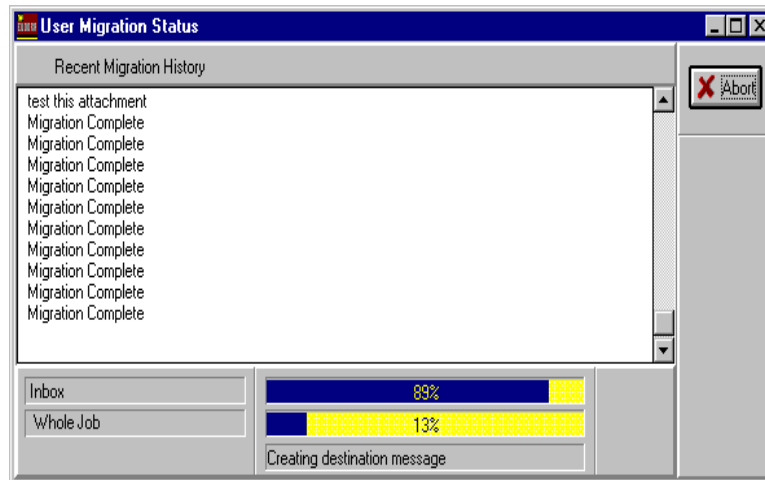 User Migration Status
Recent Migration History
Abort
test this attachment
Migration Complete
Migration Complete
Migration Complete
Migration Complete
Migration Complete
Migration Complete
Migration Complete
Migration Complete
Migration Complete
Migration Complete
Inbox 89%
Whole Job 13%
Creating destination message